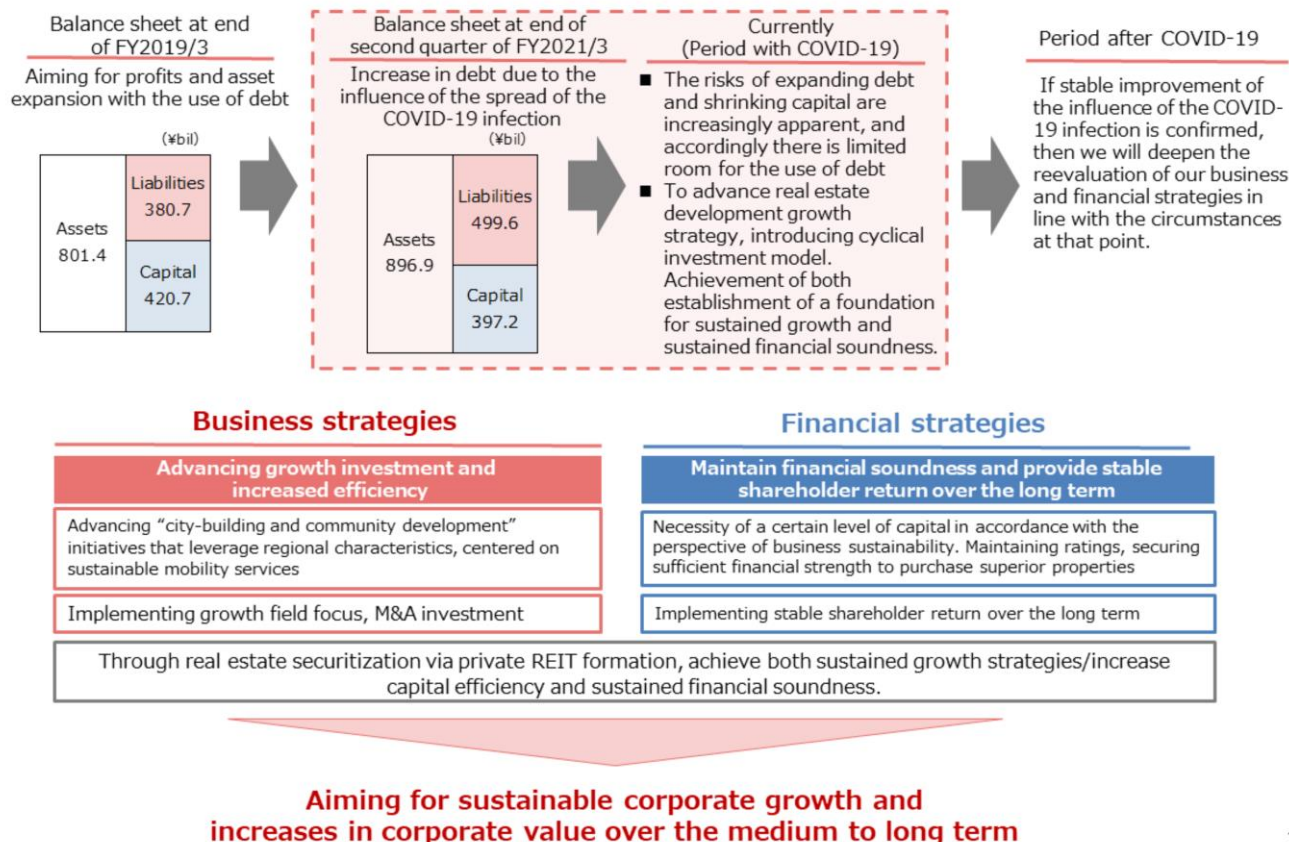 Balance sheet at end
of FY2019/3
Aiming for profits and asset
expansion with the use of debt
(¥bil)
Assets
801.4
Liabilities
380.7
Capital
420.7
Balance sheet at end of
second quarter of FY2021/3
Increase in debt due to the
influence of the spread of the
COVID-19 infection
(¥bil)
Assets
896.9
Liabilities
499.6
Capital
397.2
Currently
(Period with COVID-19)
■ The risks of expanding debt
and shrinking capital are
increasingly apparent, and
accordingly there is limited
room for the use of debt
■ To advance real estate
development growth
strategy, introducing cyclical
investment model.
Achievement of both
establishment of a foundation
for sustained growth and
sustained financial soundness.
Period after COVID-19
If stable improvement of
the influence of the COVID-
19 infection is confirmed,
then we will deepen the
reevaluation of our business
and financial strategies in
line with the circumstances
at that point.
Business strategies
Advancing growth investment and
increased efficiency
Advancing “city-building and community development”
initiatives that leverage regional characteristics, centered on
sustainable mobility services
Implementing growth field focus, M&A investment
Financial strategies
Maintain financial soundness and provide stable
shareholder return over the long term
Necessity of a certain level of capital in accordance with the
perspective of business sustainability. Maintaining ratings, securing
sufficient financial strength to purchase superior properties
Implementing stable shareholder return over the long term
Through real estate securitization via private REIT formation, achieve both sustained growth strategies/increase
capital efficiency and sustained financial soundness.
Aiming for sustainable corporate growth and
increases in corporate value over the medium to long term